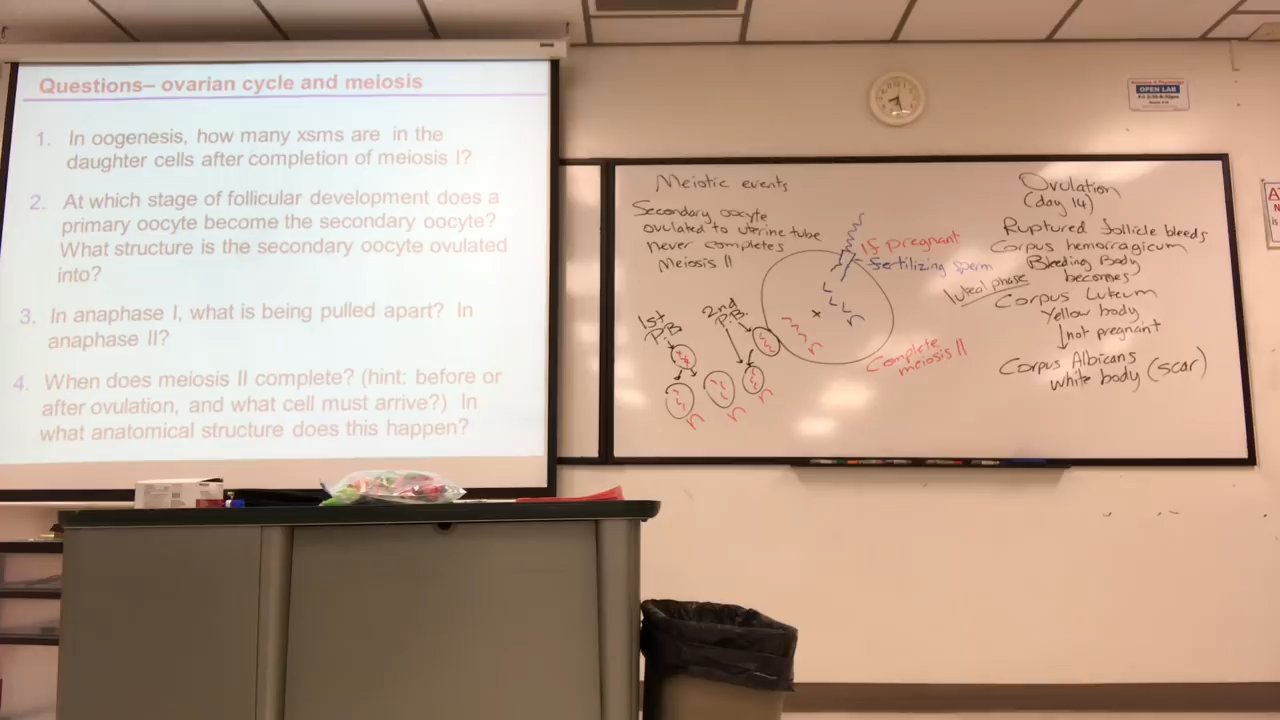 Questions– ovarian cycle and meiosis
1. In oogenesis, how many xsms are in the
daughter cells after completion of meiosis I?
2. At which stage of follicular development does a
primary oocyte become the secondary oocyte?
What structure is the secondary oocyte ovulated
into?
3. In anaphase I, what is being pulled apart? In
anaphase II?
4. When does meiosis II complete? (hint: before or
after ovulation, and what cell must arrive?) In
what anatomical structure does this happen?
Meiotic events
Secondary oocyte
ovulated to uterine tube
never completes
Meiosis II
If pregnant
fertilizing sperm
1st
P.B.
2nd
P.B.
n
n
n
n
n
Complete
meiosis II
Ovulation
(day 14)
Ruptured follicle bleeds
Corpus hemorragicum
Bleeding Body
becomes
luteal phase
Corpus Luteum
Yellow body
not pregnant
Corpus Albicans
white body (scar)
OPEN LAB